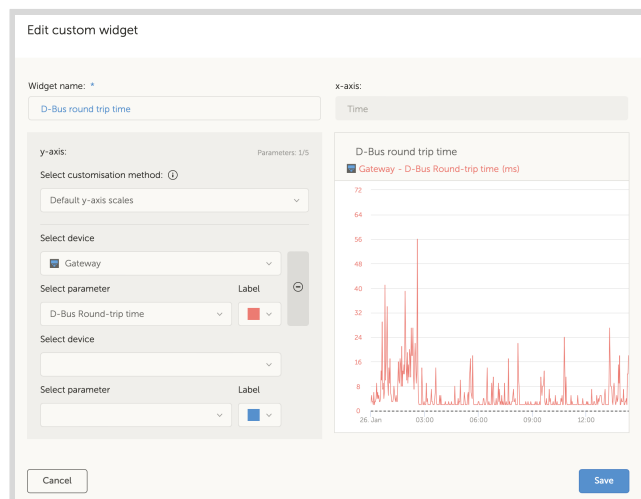 Edit custom widget
Widget name: *
D-Bus round trip time
x-axis:
Time
y-axis:
Parameters: 1/5
Select customisation method:
Default y-axis scales
Select device
Gateway
Select parameter
Label
D-Bus Round-trip time
Select device
Select parameter
Label
D-Bus round trip time
Gateway - D-Bus Round-trip time (ms)
72
64
56
48
40
32
24
16
8
0
26. Jan 03:00 06:00 09:00 12:00
Cancel
Save